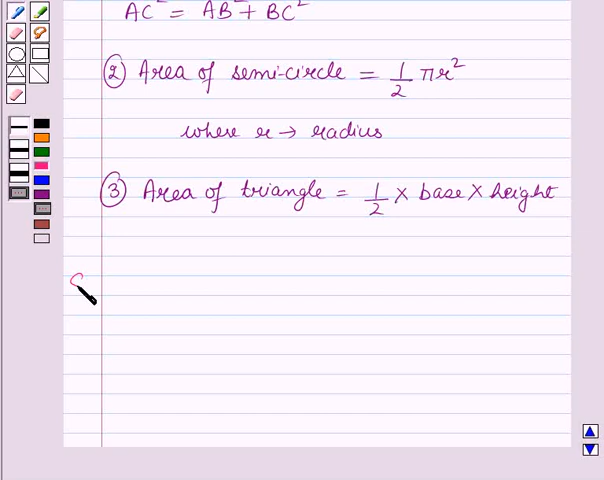 AC² = AB² + BC²
② Area of semi-circle = 1/2 πr²
where r → radius
③ Area of triangle = 1/2 × base × height